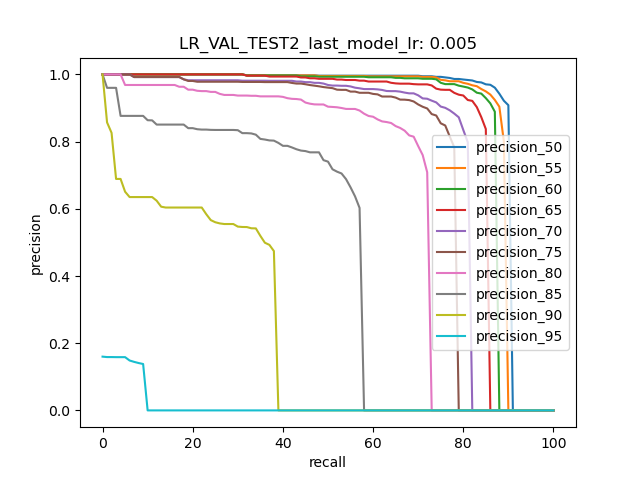 LR_VAL_TEST2_last_model_lr: 0.005
precision
1.0
0.8
0.6
0.4
0.2
0.0
precision_50
precision_55
precision_60
precision_65
precision_70
precision_75
precision_80
precision_85
precision_90
precision_95
0 20 40 60 80 100
recall